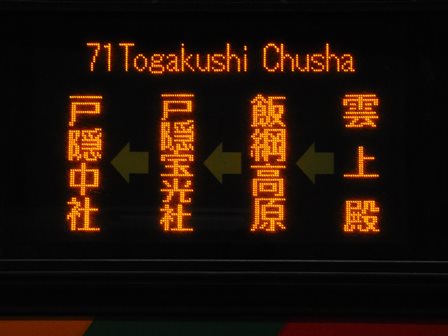 71 Togakushi Chusha
雲上殿
飯綱高原
戸隠宝光社
戸隠中社